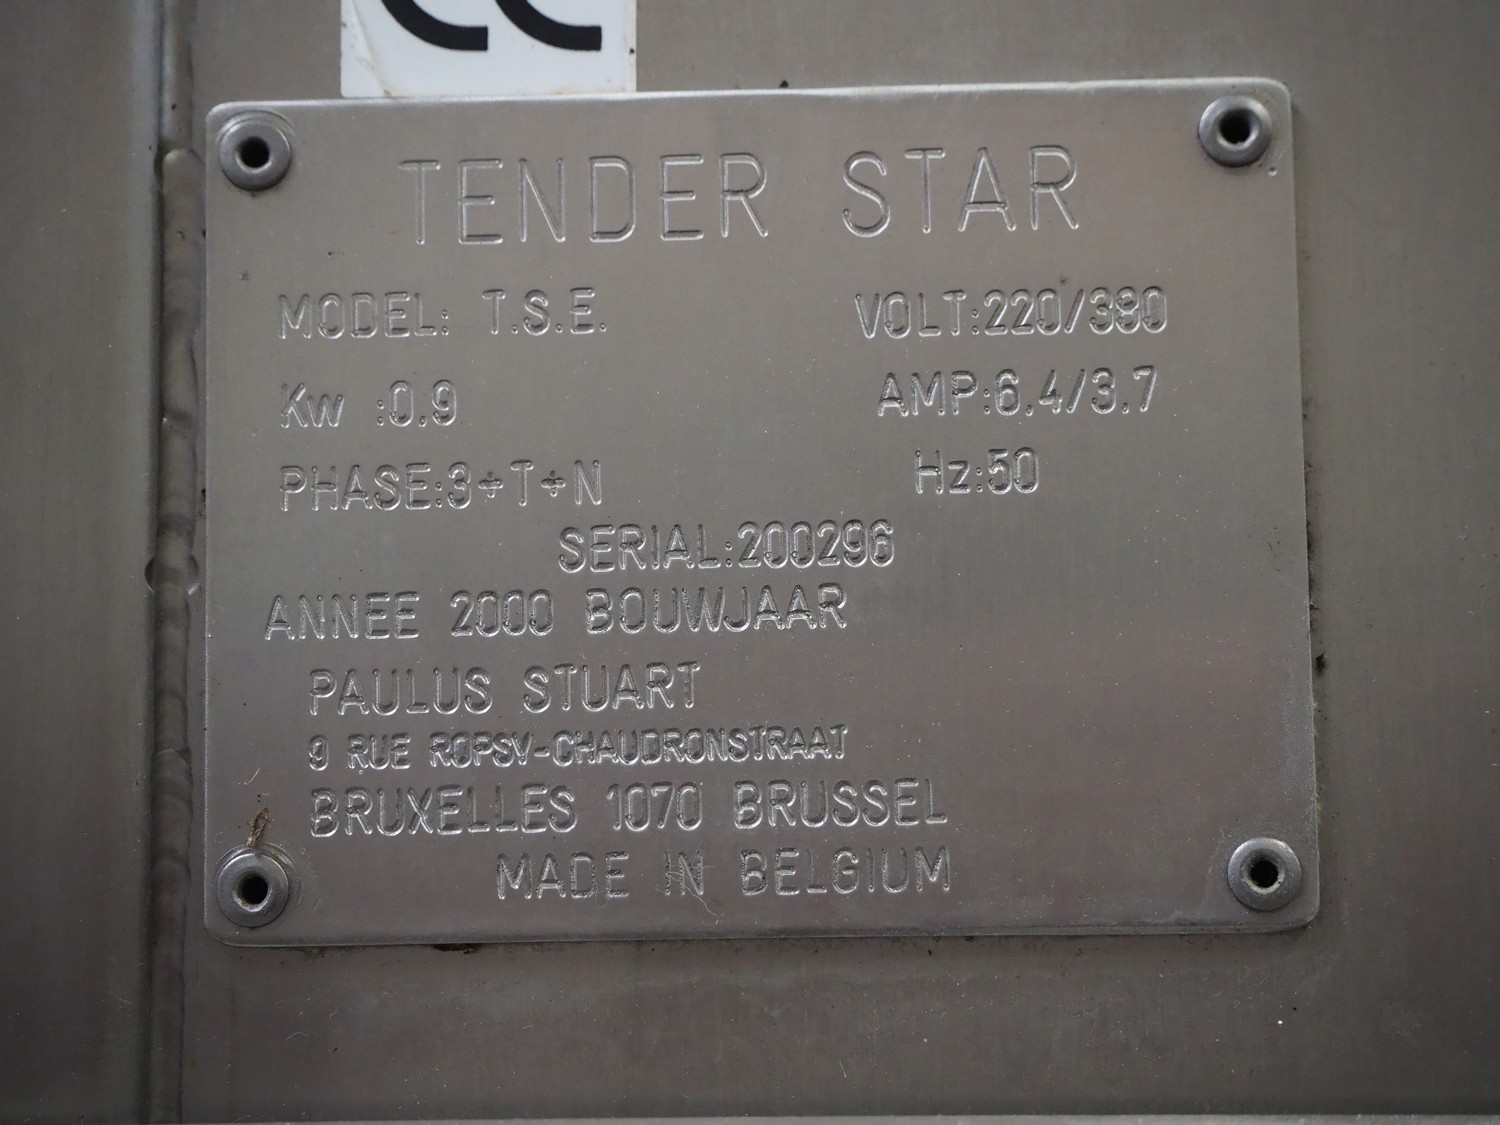 CE
TENDER STAR
MODEL: T.S.E. VOLT:220/380
Kw :0.9 AMP:6.4/3.7
PHASE:3+T+N Hz:50
SERIAL:200296
ANNEE 2000 BOUWJAAR
PAULUS STUART
9 RUE ROPSY-CHAUDRONSTRAAT
BRUXELLES 1070 BRUSSEL
MADE IN BELGIUM